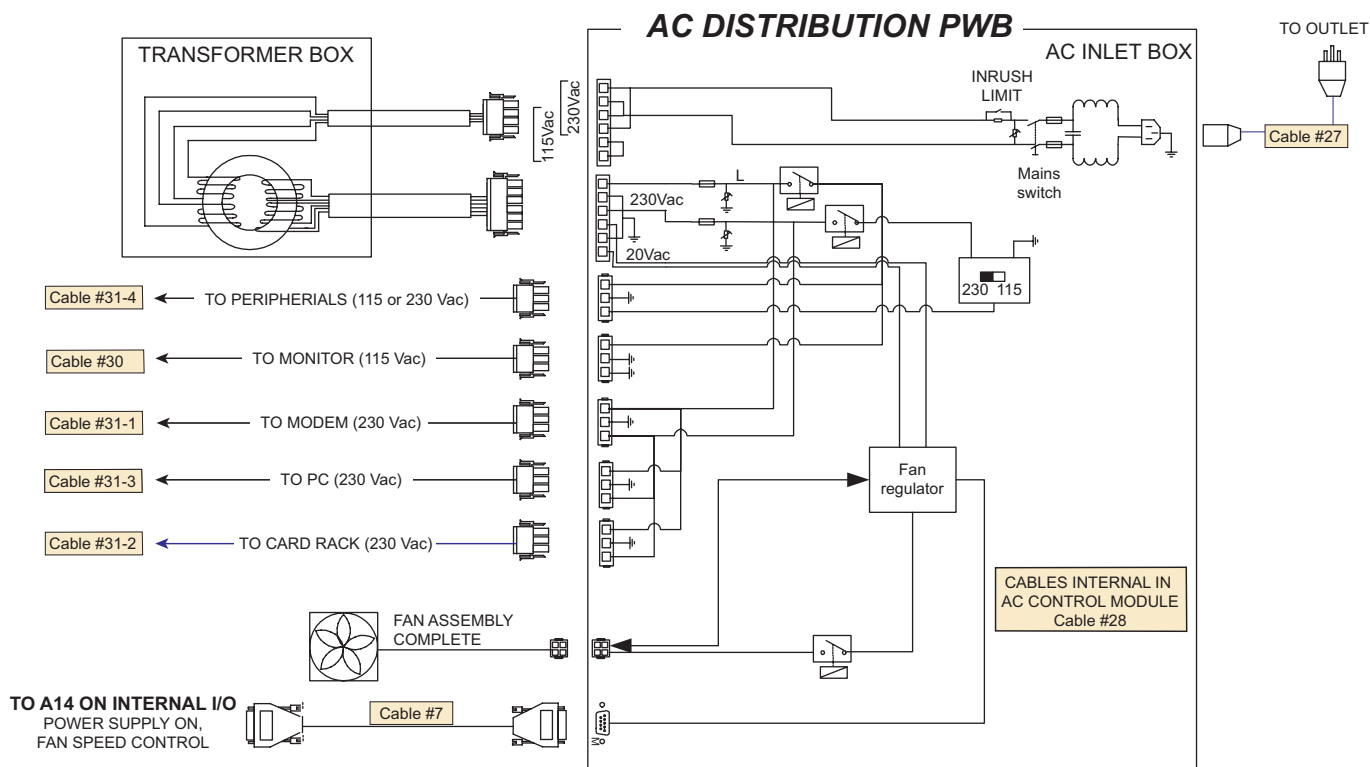 AC DISTRIBUTION PWB
TO OUTLET
TRANSFORMER BOX
AC INLET BOX
INRUSH
LIMIT
115Vac
230Vac
Cable #27
Mains
switch
L
230Vac
20Vac
230 115
Cable #31-4
TO PERIPHERIALS (115 or 230 Vac)
Cable #30
TO MONITOR (115 Vac)
Cable #31-1
TO MODEM (230 Vac)
Cable #31-3
TO PC (230 Vac)
Fan
regulator
Cable #31-2
TO CARD RACK (230 Vac)
CABLES INTERNAL IN
AC CONTROL MODULE
Cable #28
FAN ASSEMBLY
COMPLETE
TO A14 ON INTERNAL I/O
POWER SUPPLY ON,
FAN SPEED CONTROL
Cable #7
M